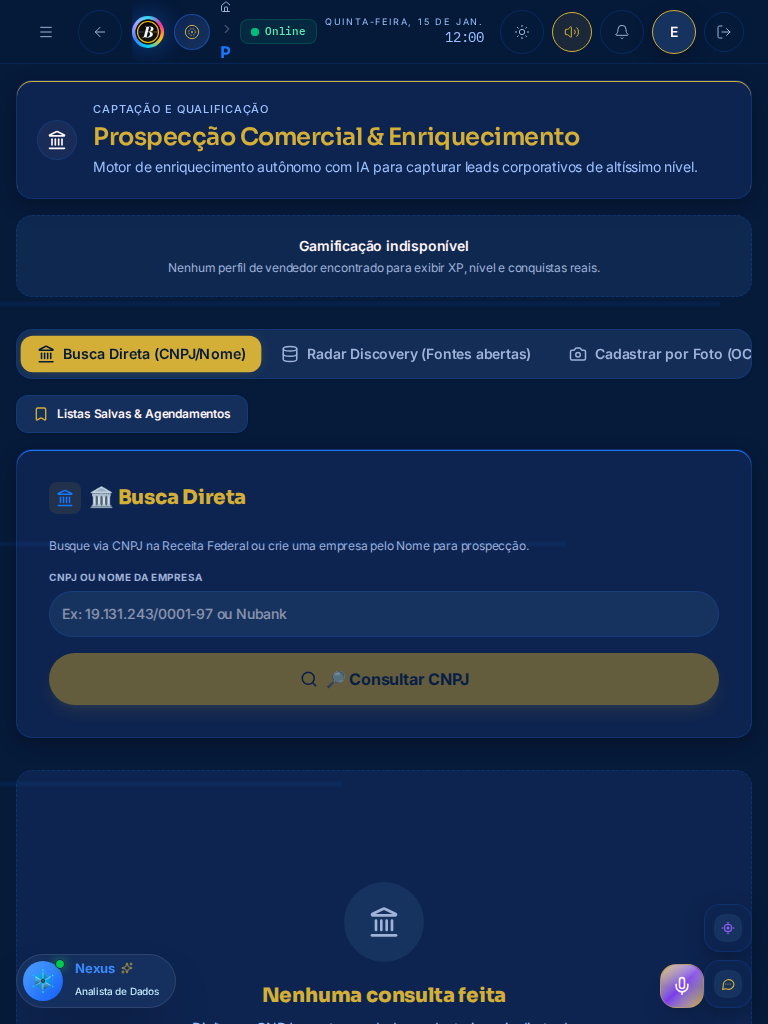 B
P
Online
QUINTA-FEIRA, 15 DE JAN.
12:00
E
CAPTAÇÃO E QUALIFICAÇÃO
Prospecção Comercial & Enriquecimento
Motor de enriquecimento autônomo com IA para capturar leads corporativos de altíssimo nível.
Gamificação indisponível
Nenhum perfil de vendedor encontrado para exibir XP, nível e conquistas reais.
Busca Direta (CNPJ/Nome)
Radar Discovery (Fontes abertas)
Cadastrar por Foto (OC
Listas Salvas & Agendamentos
🏛️ Busca Direta
Busque via CNPJ na Receita Federal ou crie uma empresa pelo Nome para prospecção.
CNPJ OU NOME DA EMPRESA
Ex: 19.131.243/0001-97 ou Nubank
🔎 Consultar CNPJ
Nenhuma consulta feita
Nexus
Analista de Dados